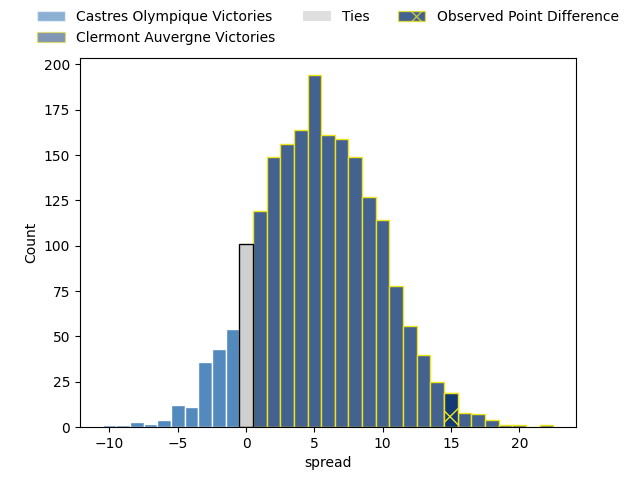 Castres Olympique Victories
Ties
Observed Point Difference
Clermont Auvergne Victories
200
175
150
125
100
75
50
25
0
Count
−10
−5
0
5
10
15
20
spread